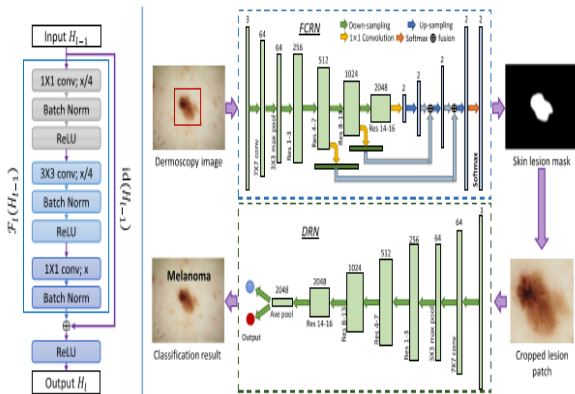 Input H_{l-1}
1X1 conv; x/4
Batch Norm
ReLU
3X3 conv; x/4
Batch Norm
ReLU
1X1 conv; x
Batch Norm
⊕
ReLU
Output H_l
F_l(H_{l-1})
id(H_{l-1})
Dermoscopy image
FCRN
Down-sampling
Up-sampling
1×1 Convolution
Softmax
fusion
3
64
64
256
512
1024
2048
2
2
2
2
2
7X7 conv
3X3 max pool
Res 1-3
Res 4-7
Res 8-13
Res 14-16
Softmax
Skin lesion mask
DRN
Melanoma
Classification result
2048
2048
1024
512
256
64
64
3
Ave pool
Output
Res 14-16
Res 8-13
Res 4-7
Res 1-3
3X3 max pool
7X7 conv
Cropped lesion
patch